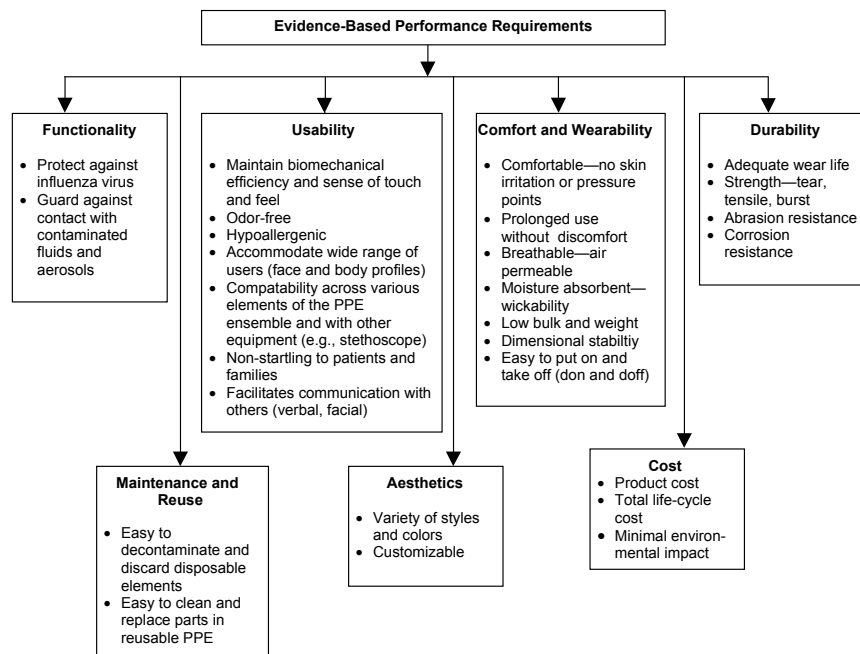 Evidence-Based Performance Requirements
Functionality
• Protect against
influenza virus
• Guard against
contact with
contaminated
fluids and
aerosols
Usability
• Maintain biomechanical
efficiency and sense of touch
and feel
• Odor-free
• Hypoallergenic
• Accommodate wide range of
users (face and body profiles)
• Compatability across various
elements of the PPE
ensemble and with other
equipment (e.g., stethoscope)
• Non-startling to patients and
families
• Facilitates communication with
others (verbal, facial)
Comfort and Wearability
• Comfortable—no skin
irritation or pressure
points
• Prolonged use
without discomfort
• Breathable—air
permeable
• Moisture absorbent—
wickability
• Low bulk and weight
• Dimensional stabiltiy
• Easy to put on and
take off (don and doff)
Durability
• Adequate wear life
• Strength—tear,
tensile, burst
• Abrasion resistance
• Corrosion
resistance
Maintenance and
Reuse
• Easy to
decontaminate and
discard disposable
elements
• Easy to clean and
replace parts in
reusable PPE
Aesthetics
• Variety of styles
and colors
• Customizable
Cost
• Product cost
• Total life-cycle
cost
• Minimal environ-
mental impact